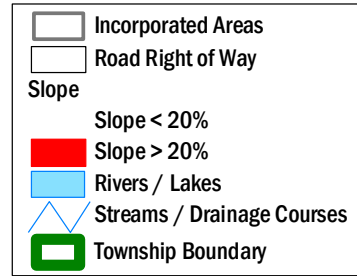 Incorporated Areas
Road Right of Way
Slope
Slope < 20%
Slope > 20%
Rivers / Lakes
Streams / Drainage Courses
Township Boundary